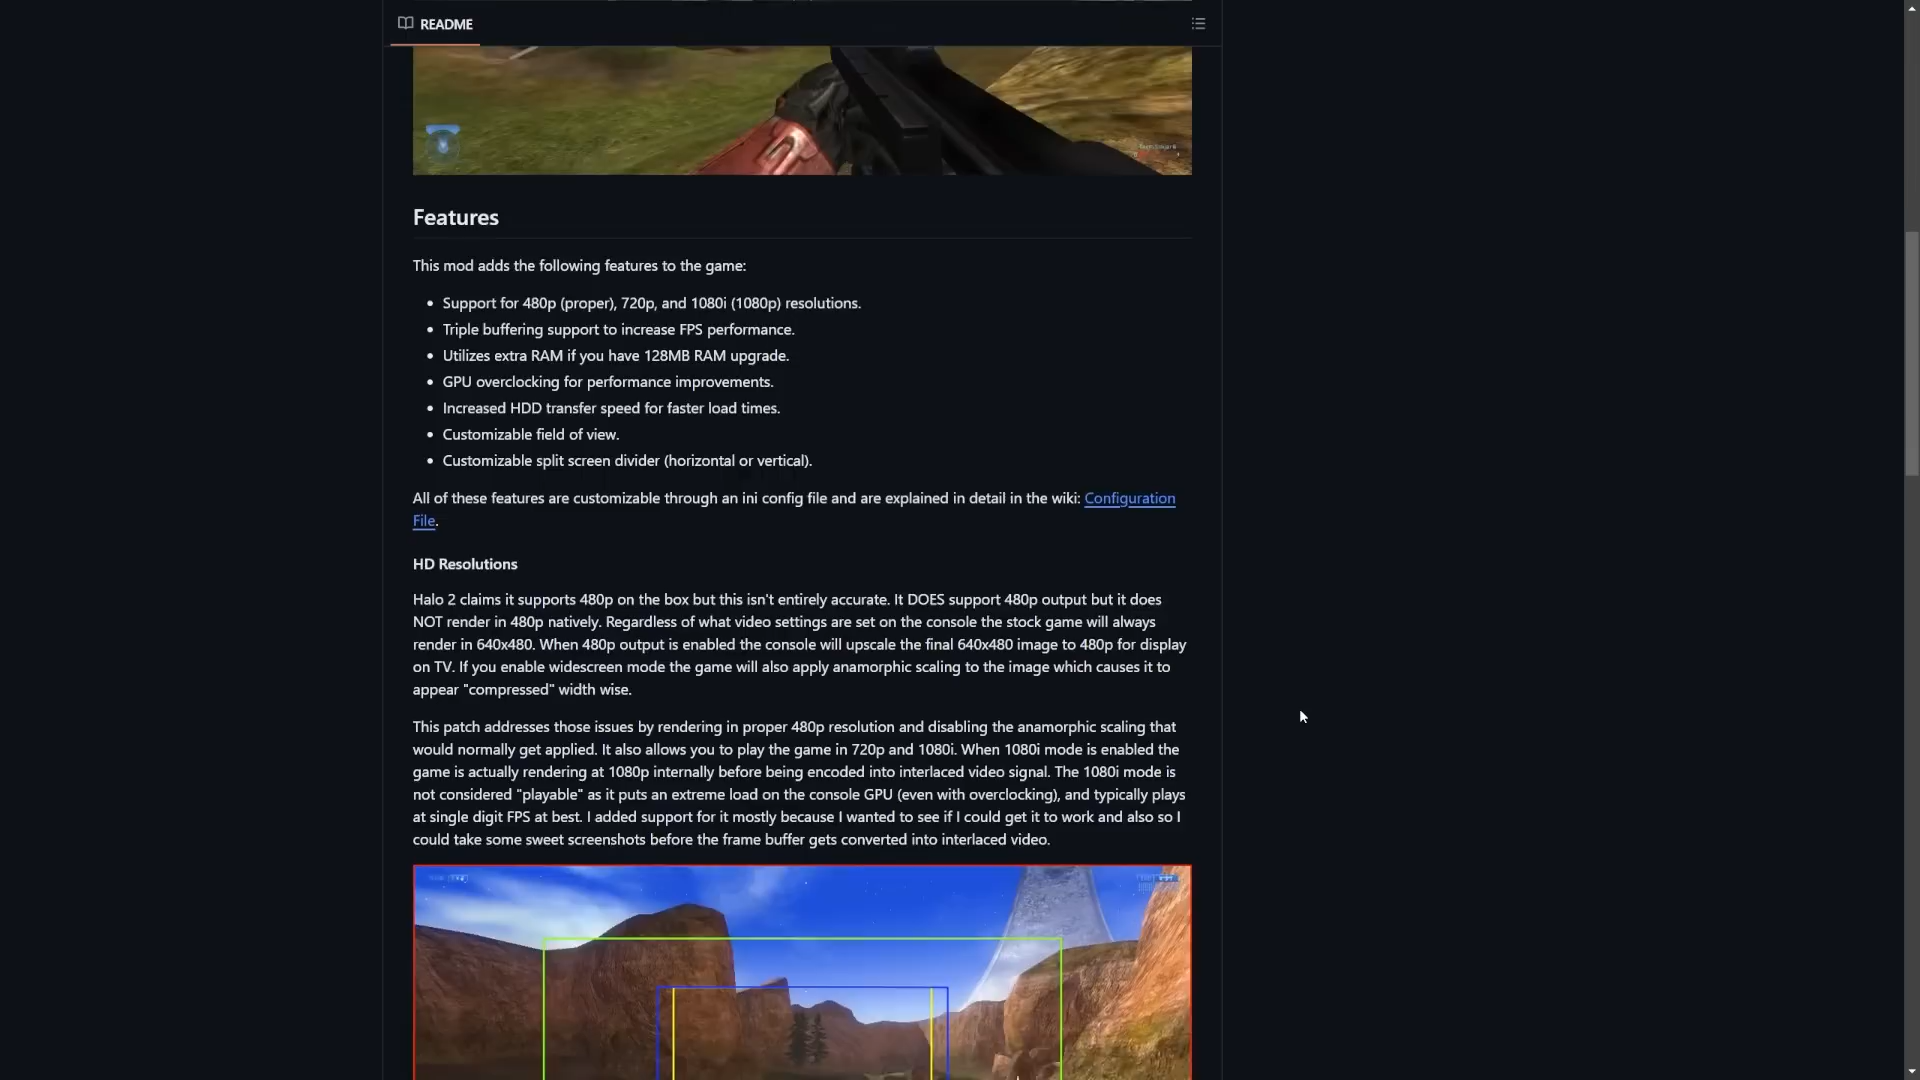 README
Features
This mod adds the following features to the game:
• Support for 480p (proper), 720p, and 1080i (1080p) resolutions.
• Triple buffering support to increase FPS performance.
• Utilizes extra RAM if you have 128MB RAM upgrade.
• GPU overclocking for performance improvements.
• Increased HDD transfer speed for faster load times.
• Customizable field of view.
• Customizable split screen divider (horizontal or vertical).
All of these features are customizable through an ini config file and are explained in detail in the wiki: Configuration
File.
HD Resolutions
Halo 2 claims it supports 480p on the box but this isn't entirely accurate. It DOES support 480p output but it does
NOT render in 480p natively. Regardless of what video settings are set on the console the stock game will always
render in 640x480. When 480p output is enabled the console will upscale the final 640x480 image to 480p for display
on TV. If you enable widescreen mode the game will also apply anamorphic scaling to the image which causes it to
appear "compressed" width wise.
This patch addresses those issues by rendering in proper 480p resolution and disabling the anamorphic scaling that
would normally get applied. It also allows you to play the game in 720p and 1080i. When 1080i mode is enabled the
game is actually rendering at 1080p internally before being encoded into interlaced video signal. The 1080i mode is
not considered "playable" as it puts an extreme load on the console GPU (even with overclocking), and typically plays
at single digit FPS at best. I added support for it mostly because I wanted to see if I could get it to work and also so I
could take some sweet screenshots before the frame buffer gets converted into interlaced video.